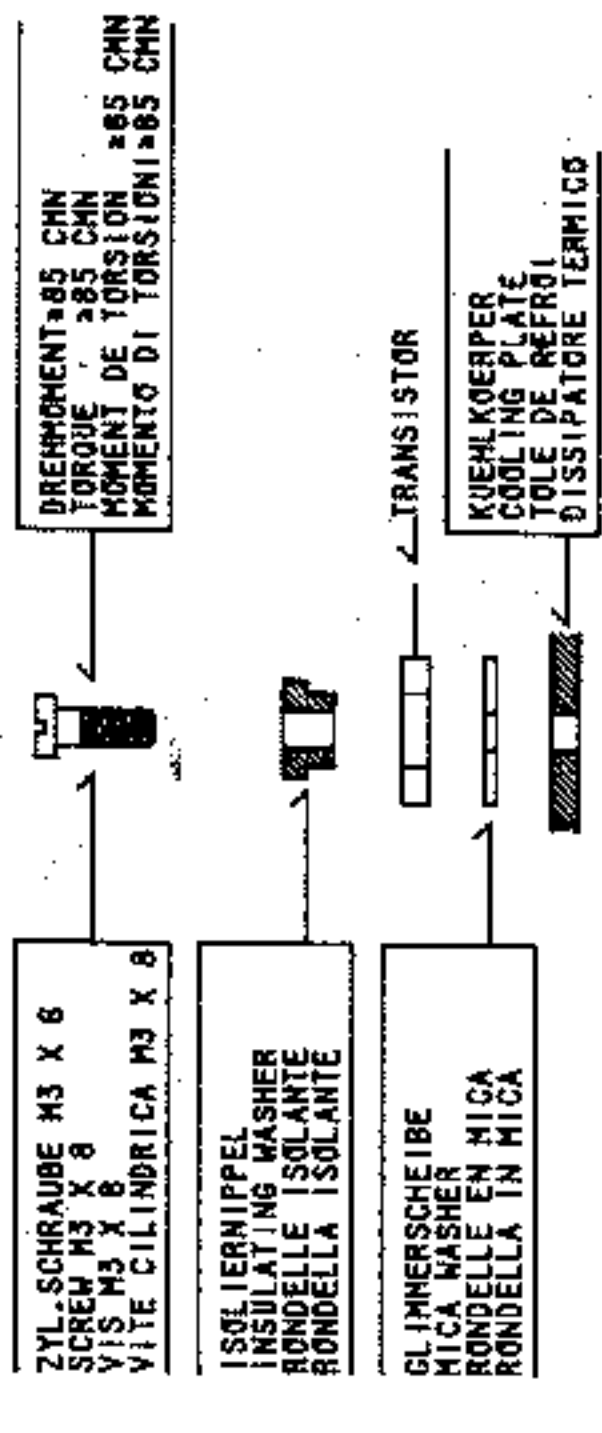 ZYL.SCHRAUBE M3 X 8
SCREW M3 X 8
VIS M3 X 8
VITE CILINDRICA M3 X 8
DREHMOMENT≥85 CMN
TORQUE ≥85 CMN
MOMENT DE TORSION ≥85 CMN
MOMENTO DI TORSIONI≥85 CMN
ISOLIERNIPPEL
INSULATING WASHER
RONDELLE ISOLANTE
RONDELLA ISOLANTE
TRANSISTOR
GLIMMERSCHEIBE
MICA WASHER
RONDELLE EN MICA
RONDELLA IN MICA
KUEHLKOERPER
COOLING PLATE
TOLE DE REFROI
DISSIPATORE TERMICO